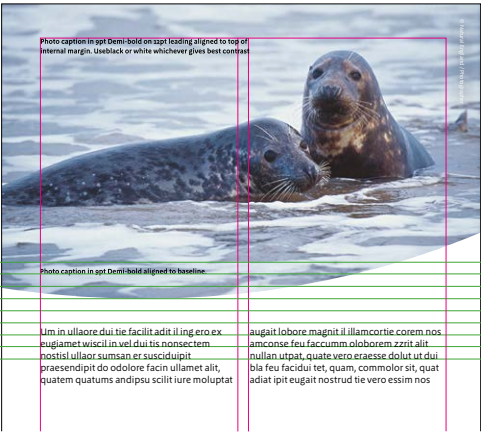 Photo caption in 9pt Demi-bold on 12pt leading aligned to top of
internal margin. Useblack or white whichever gives best contrast
Photo caption in 9pt Demi-bold aligned to baseline.
Um in ullaore dui tie facilit adit il ing ero ex
eugiamet wiscil in vel dui tis nonsectem
nostisl ullaor sumsan er susciduipit
praesendipit do odolore facin ullamet alit,
quatem quatums andipsu scilit iure moluptat
augait lobore magnit il illamcortie corem nos
amconse feu faccumm oloborem zzrit alit
nullan utpat, quate vero eraesse dolut ut dui
bla feu facidui tet, quam, commolor sit, quat
adiat ipit eugait nostrud tie vero essim nos